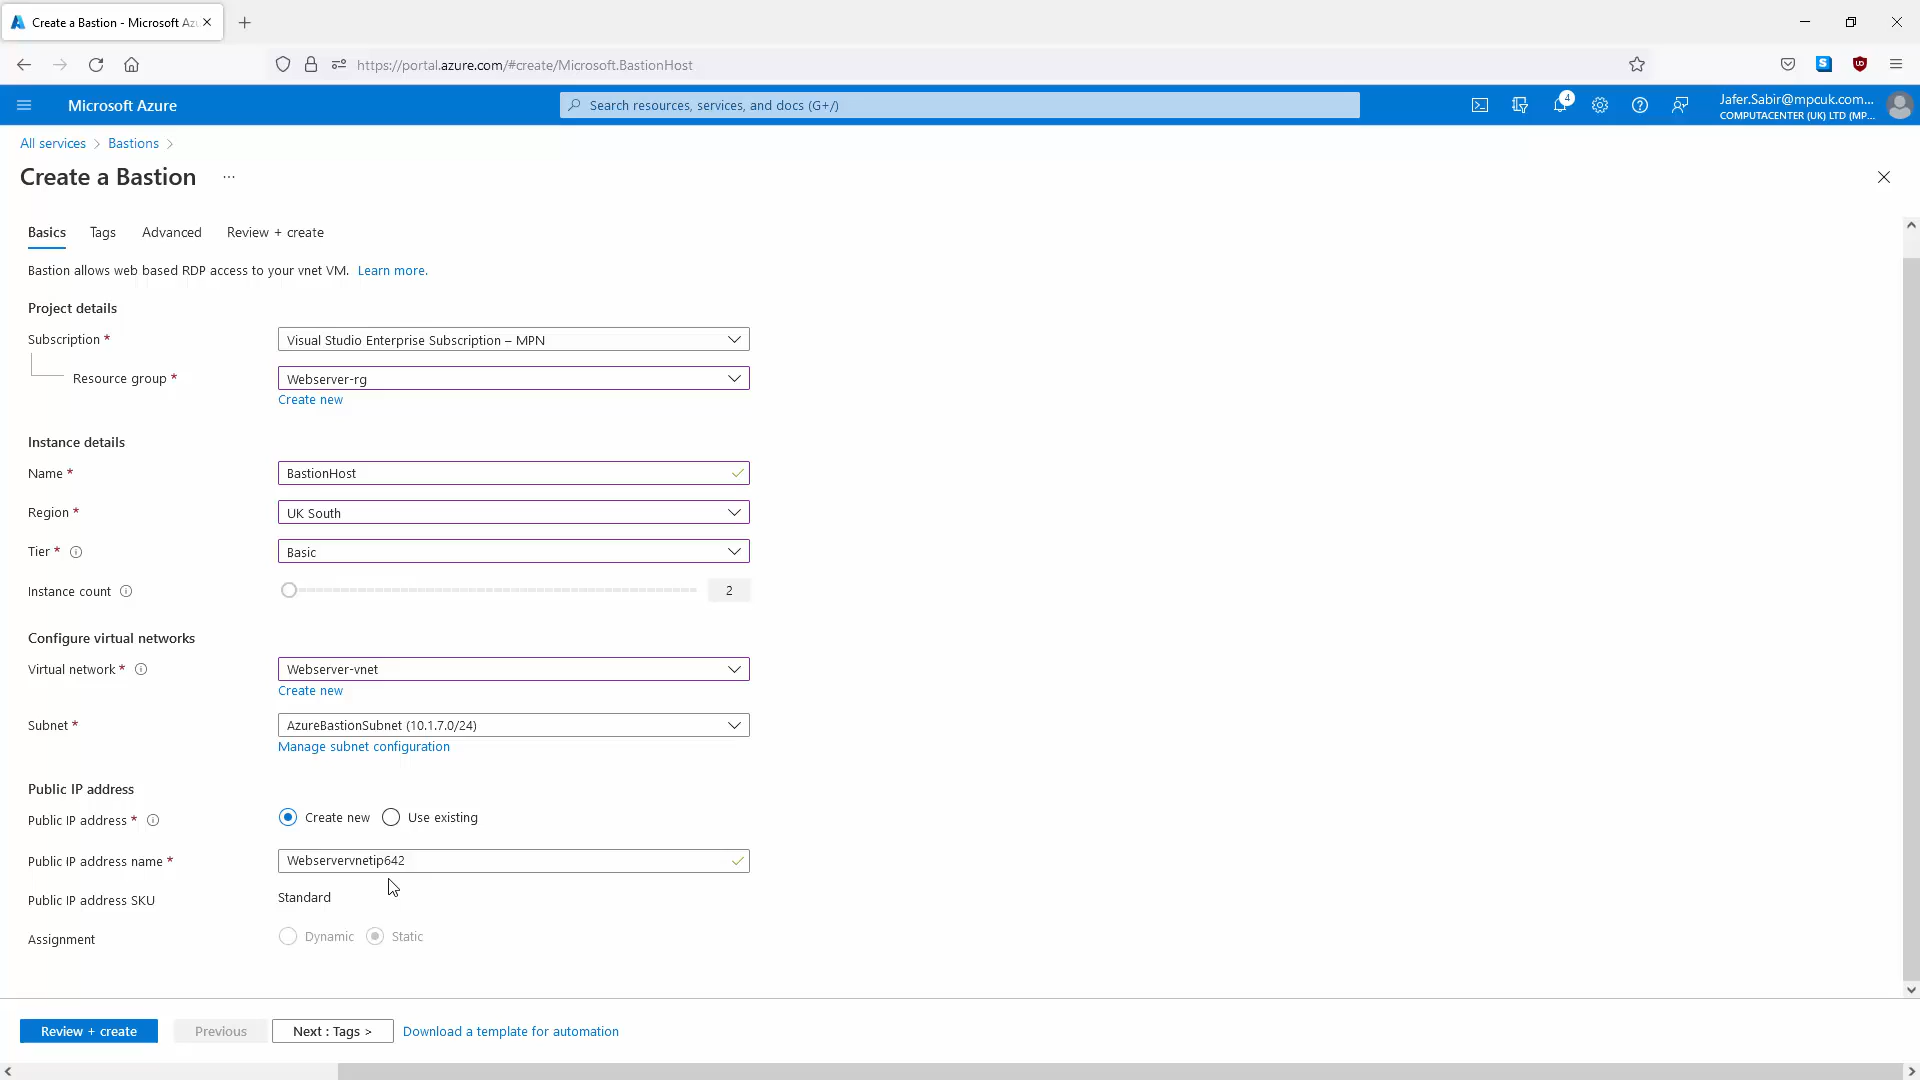 Create a Bastion - Microsoft Az
https://portal.azure.com/#create/Microsoft.BastionHost
Microsoft Azure
Search resources, services, and docs (G+/)
4
Jafer.Sabir@mpcuk.com...
COMPUTACENTER (UK) LTD (MP...
All services > Bastions >
Create a Bastion ...
Basics Tags Advanced Review + create
Bastion allows web based RDP access to your vnet VM. Learn more.
Project details
Subscription * Visual Studio Enterprise Subscription – MPN
Resource group * Webserver-rg
Create new
Instance details
Name * BastionHost
Region * UK South
Tier * Basic
Instance count 2
Configure virtual networks
Virtual network * Webserver-vnet
Create new
Subnet * AzureBastionSubnet (10.1.7.0/24)
Manage subnet configuration
Public IP address
Public IP address * Create new Use existing
Public IP address name * Webservervnetip642
Public IP address SKU Standard
Assignment Dynamic Static
Review + create Previous Next : Tags > Download a template for automation